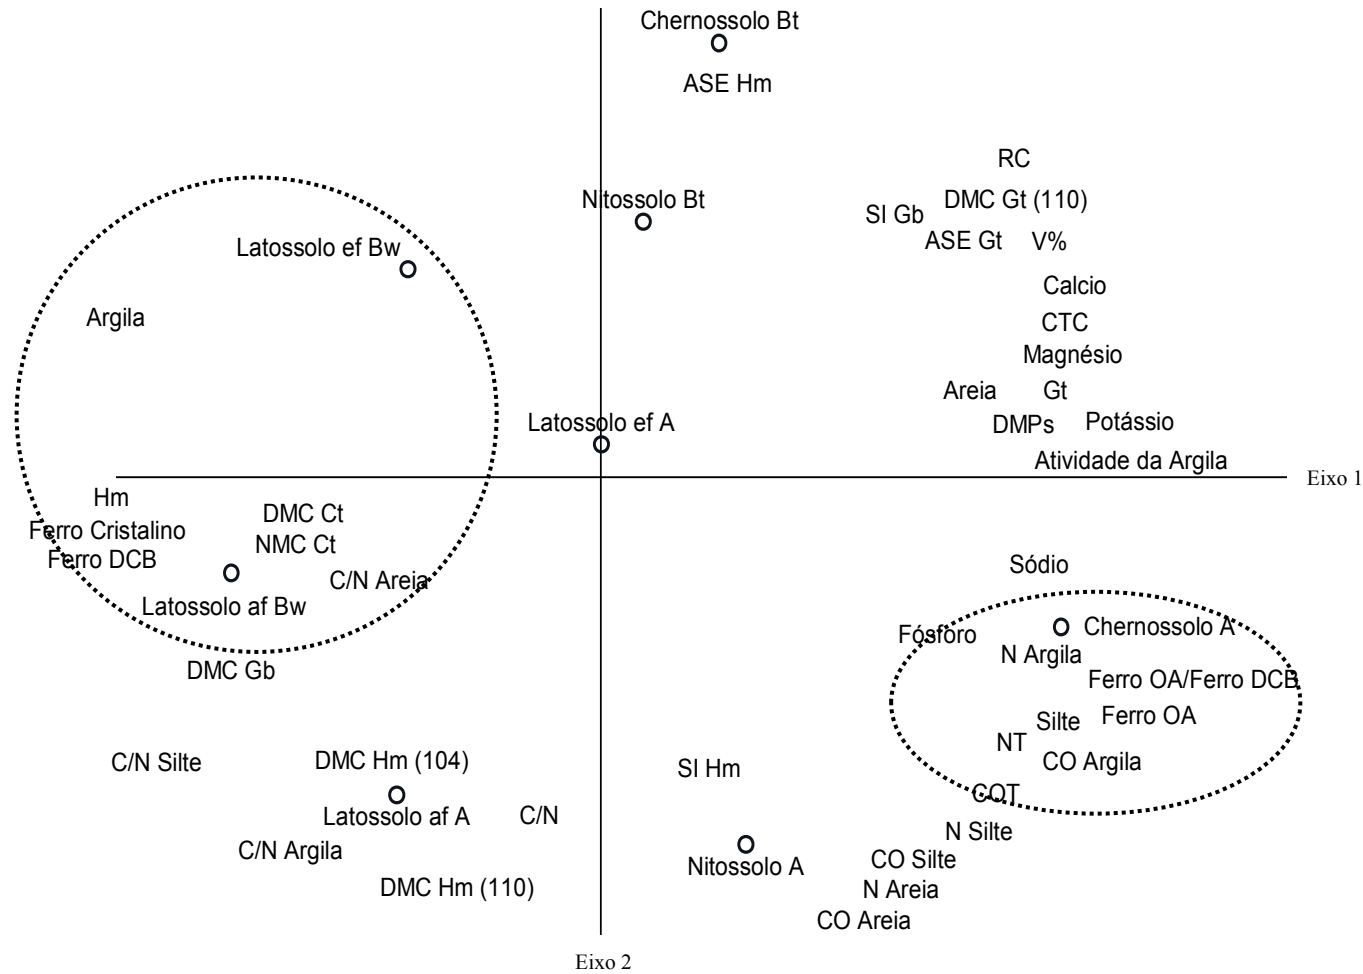 Chernossolo Bt
ASE Hm
RC
DMC Gt (110)
Nitossolo Bt
SI Gb
ASE Gt
V%
Latossolo ef Bw
Calcio
Argila
CTC
Magnésio
Areia
Gt
Latossolo ef A
DMPs
Potássio
Atividade da Argila
Eixo 1
Hm
DMC Ct
Ferro Cristalino
NMC Ct
Ferro DCB
C/N Areia
Sódio
Latossolo af Bw
Fósforo
Chernossolo A
N Argila
DMC Gb
Ferro OA/Ferro DCB
Silte
Ferro OA
NT
C/N Silte
DMC Hm (104)
SI Hm
CO Argila
COT
Latossolo af A
C/N
N Silte
C/N Argila
Nitossolo A
CO Silte
DMC Hm (110)
N Areia
CO Areia
Eixo 2